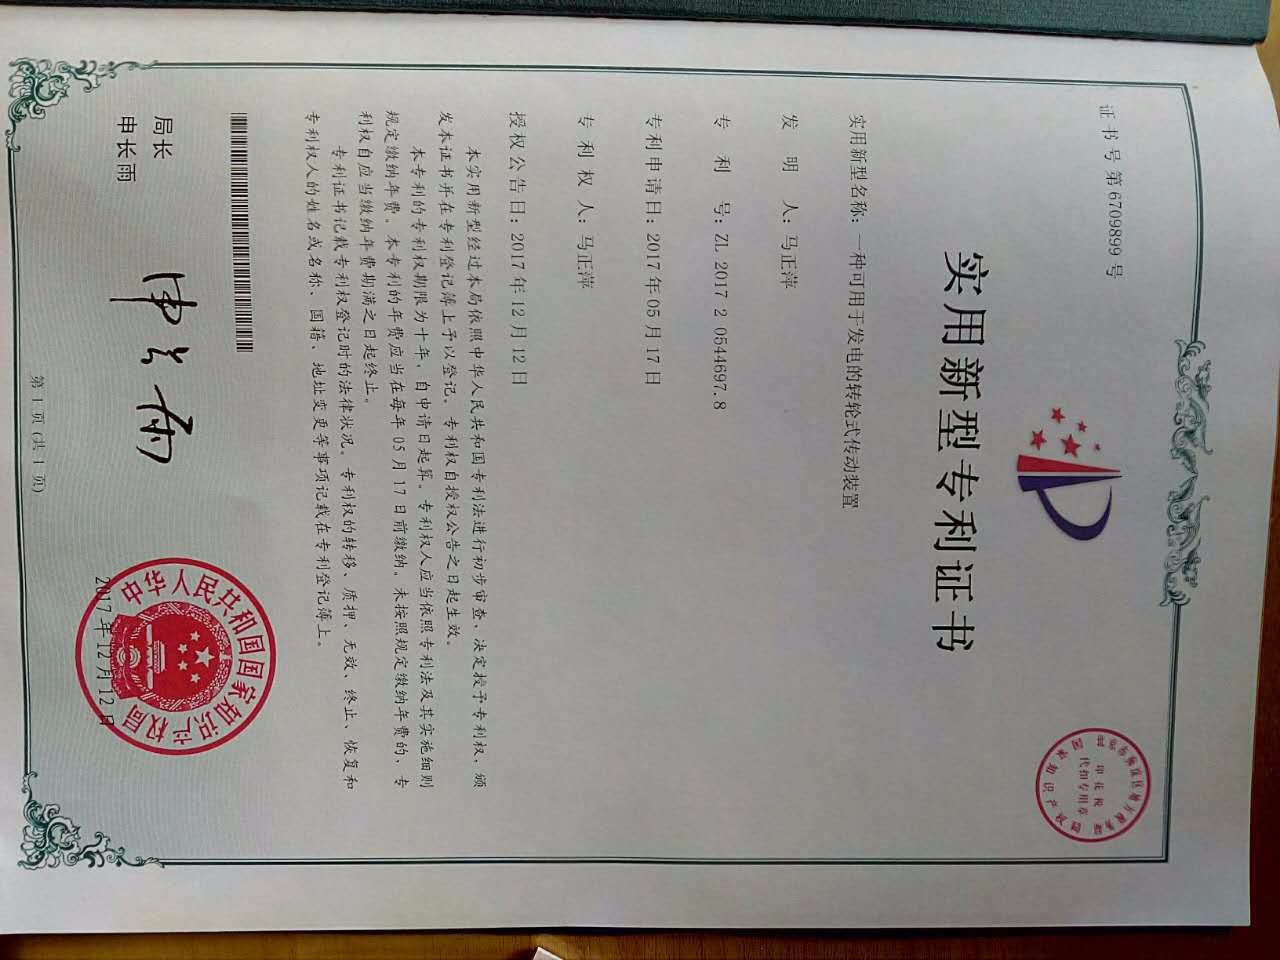 证书号第6709899号
实用新型专利证书
实用新型名称：一种可用于发电的转轮式传动装置
发明人：马正萍
专利号：ZL 2017 2 0544697.8
专利申请日：2017年05月17日
专利权人：马正萍
授权公告日：2017年12月12日
本实用新型经过本局依照中华人民共和国专利法进行初步审查，决定授予专利权，颁
发本证书并在专利登记簿上予以登记。专利权自授权公告之日起生效。
本专利的专利权期限为十年，自申请日起算。专利权人应当依照专利法及其实施细则
规定缴纳年费。本专利的年费应当在每年05月17日前缴纳。未按照规定缴纳年费的，专
利权自应当缴纳年费期满之日起终止。
专利证书记载专利权登记时的法律状况。专利权的转移、质押、无效、终止、恢复和
专利权人的姓名或名称、国籍、地址变更等事项记载在专利登记簿上。
局长
申长雨
申长雨
中华人民共和国国家知识产权局
2017年12月12日
第1页(共1页)
印花税
代扣专用章
国家知识产权局